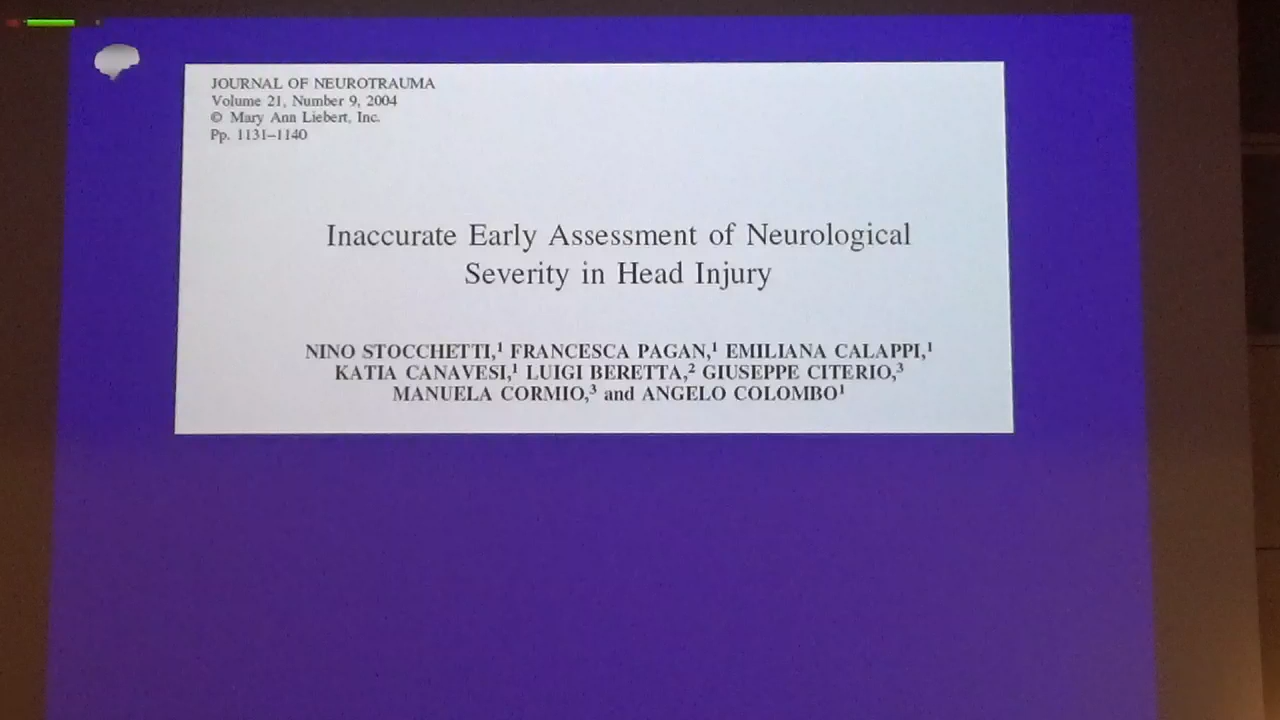 JOURNAL OF NEUROTRAUMA
Volume 21, Number 9, 2004
© Mary Ann Liebert, Inc.
Pp. 1131–1140
Inaccurate Early Assessment of Neurological
Severity in Head Injury
NINO STOCCHETTI,¹ FRANCESCA PAGAN,¹ EMILIANA CALAPPI,¹
KATIA CANAVESI,¹ LUIGI BERETTA,² GIUSEPPE CITERIO,³
MANUELA CORMIO,³ and ANGELO COLOMBO¹